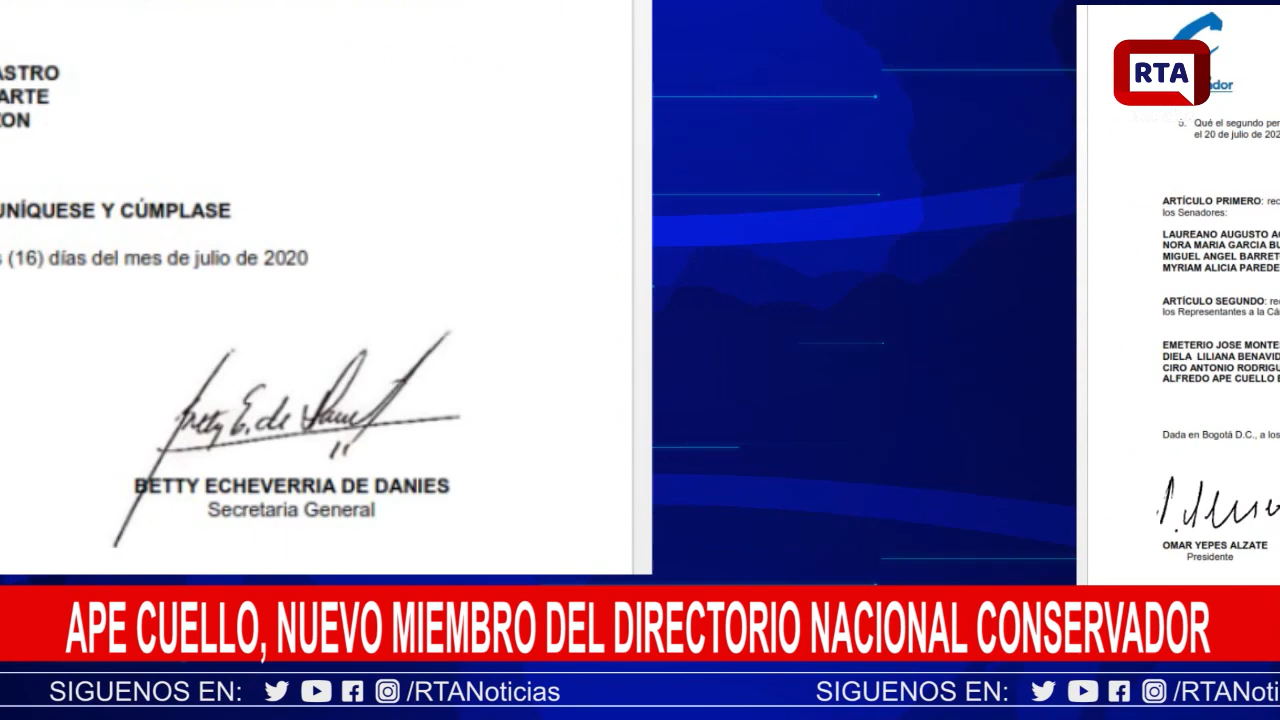 ASTRO
ARTE
ZON
UNÍQUESE Y CÚMPLASE
s (16) días del mes de julio de 2020
BETTY ECHEVERRIA DE DANIES
Secretaria General
RTA
dor
Qué el segundo per
el 20 de julio de 202
ARTÍCULO PRIMERO: rec
los Senadores:
LAUREANO AUGUSTO AC
NORA MARIA GARCIA BU
MIGUEL ANGEL BARRETO
MYRIAM ALICIA PAREDE
ARTÍCULO SEGUNDO: rec
los Representantes a la Cá
EMETERIO JOSE MONTE
DIELA LILIANA BENAVID
CIRO ANTONIO RODRIGU
ALFREDO APE CUELLO B
Dada en Bogotá D.C., a los
OMAR YEPES ALZATE
Presidente
APE CUELLO, NUEVO MIEMBRO DEL DIRECTORIO NACIONAL CONSERVADOR
SIGUENOS EN: /RTANoticias
SIGUENOS EN: /RTANoti